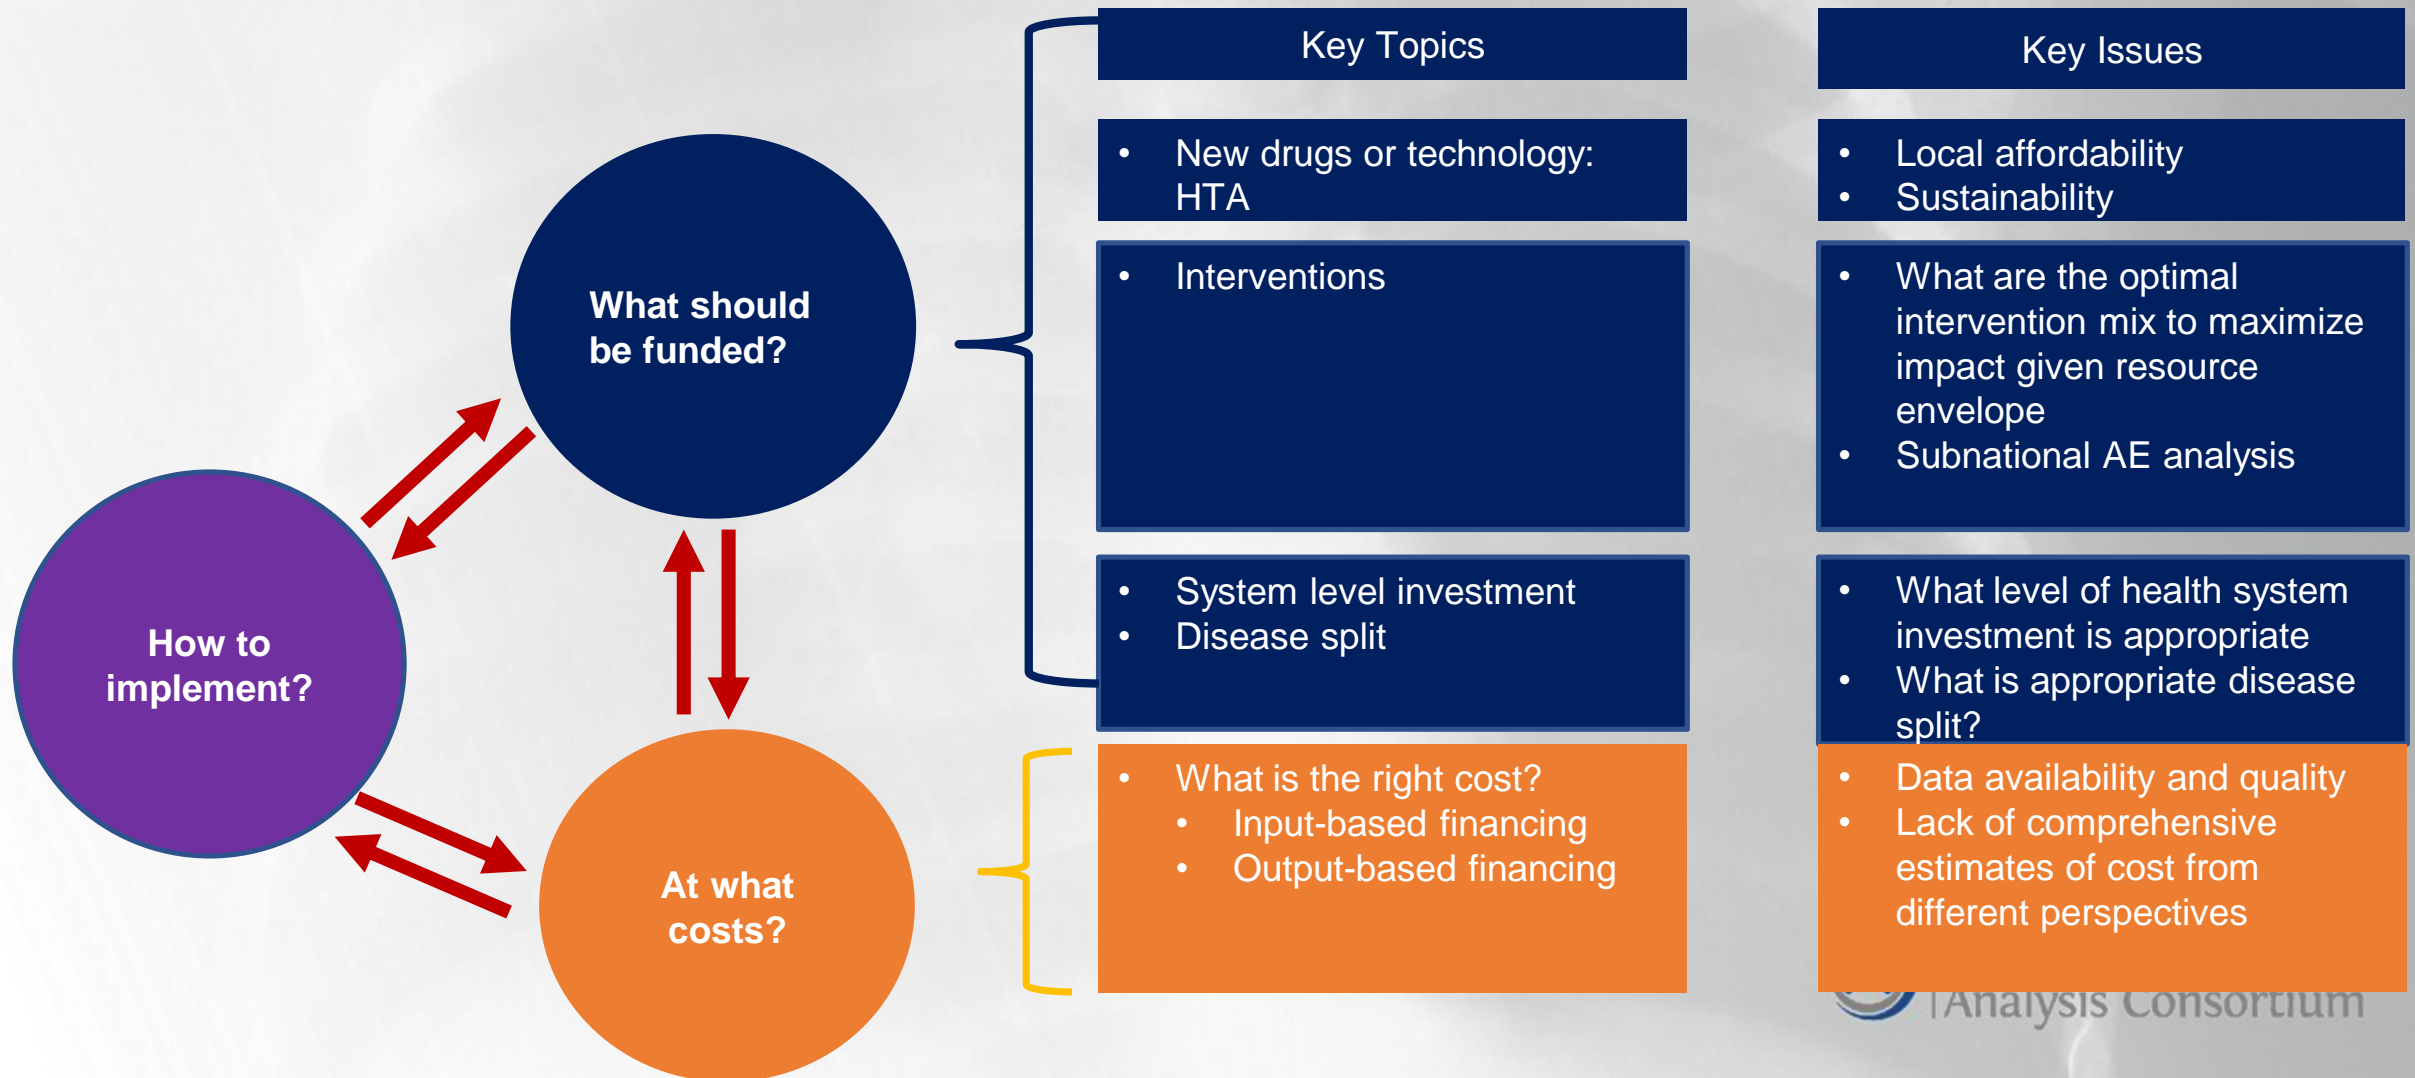 What should
be funded?
How to
implement?
At what
costs?
Key Topics
Key Issues
• New drugs or technology:
HTA
• Local affordability
• Sustainability
• Interventions
• What are the optimal
intervention mix to maximize
impact given resource
envelope
• Subnational AE analysis
• System level investment
• Disease split
• What level of health system
investment is appropriate
• What is appropriate disease
split?
• What is the right cost?
• Input-based financing
• Output-based financing
• Data availability and quality
• Lack of comprehensive
estimates of cost from
different perspectives
Analysis Consortium